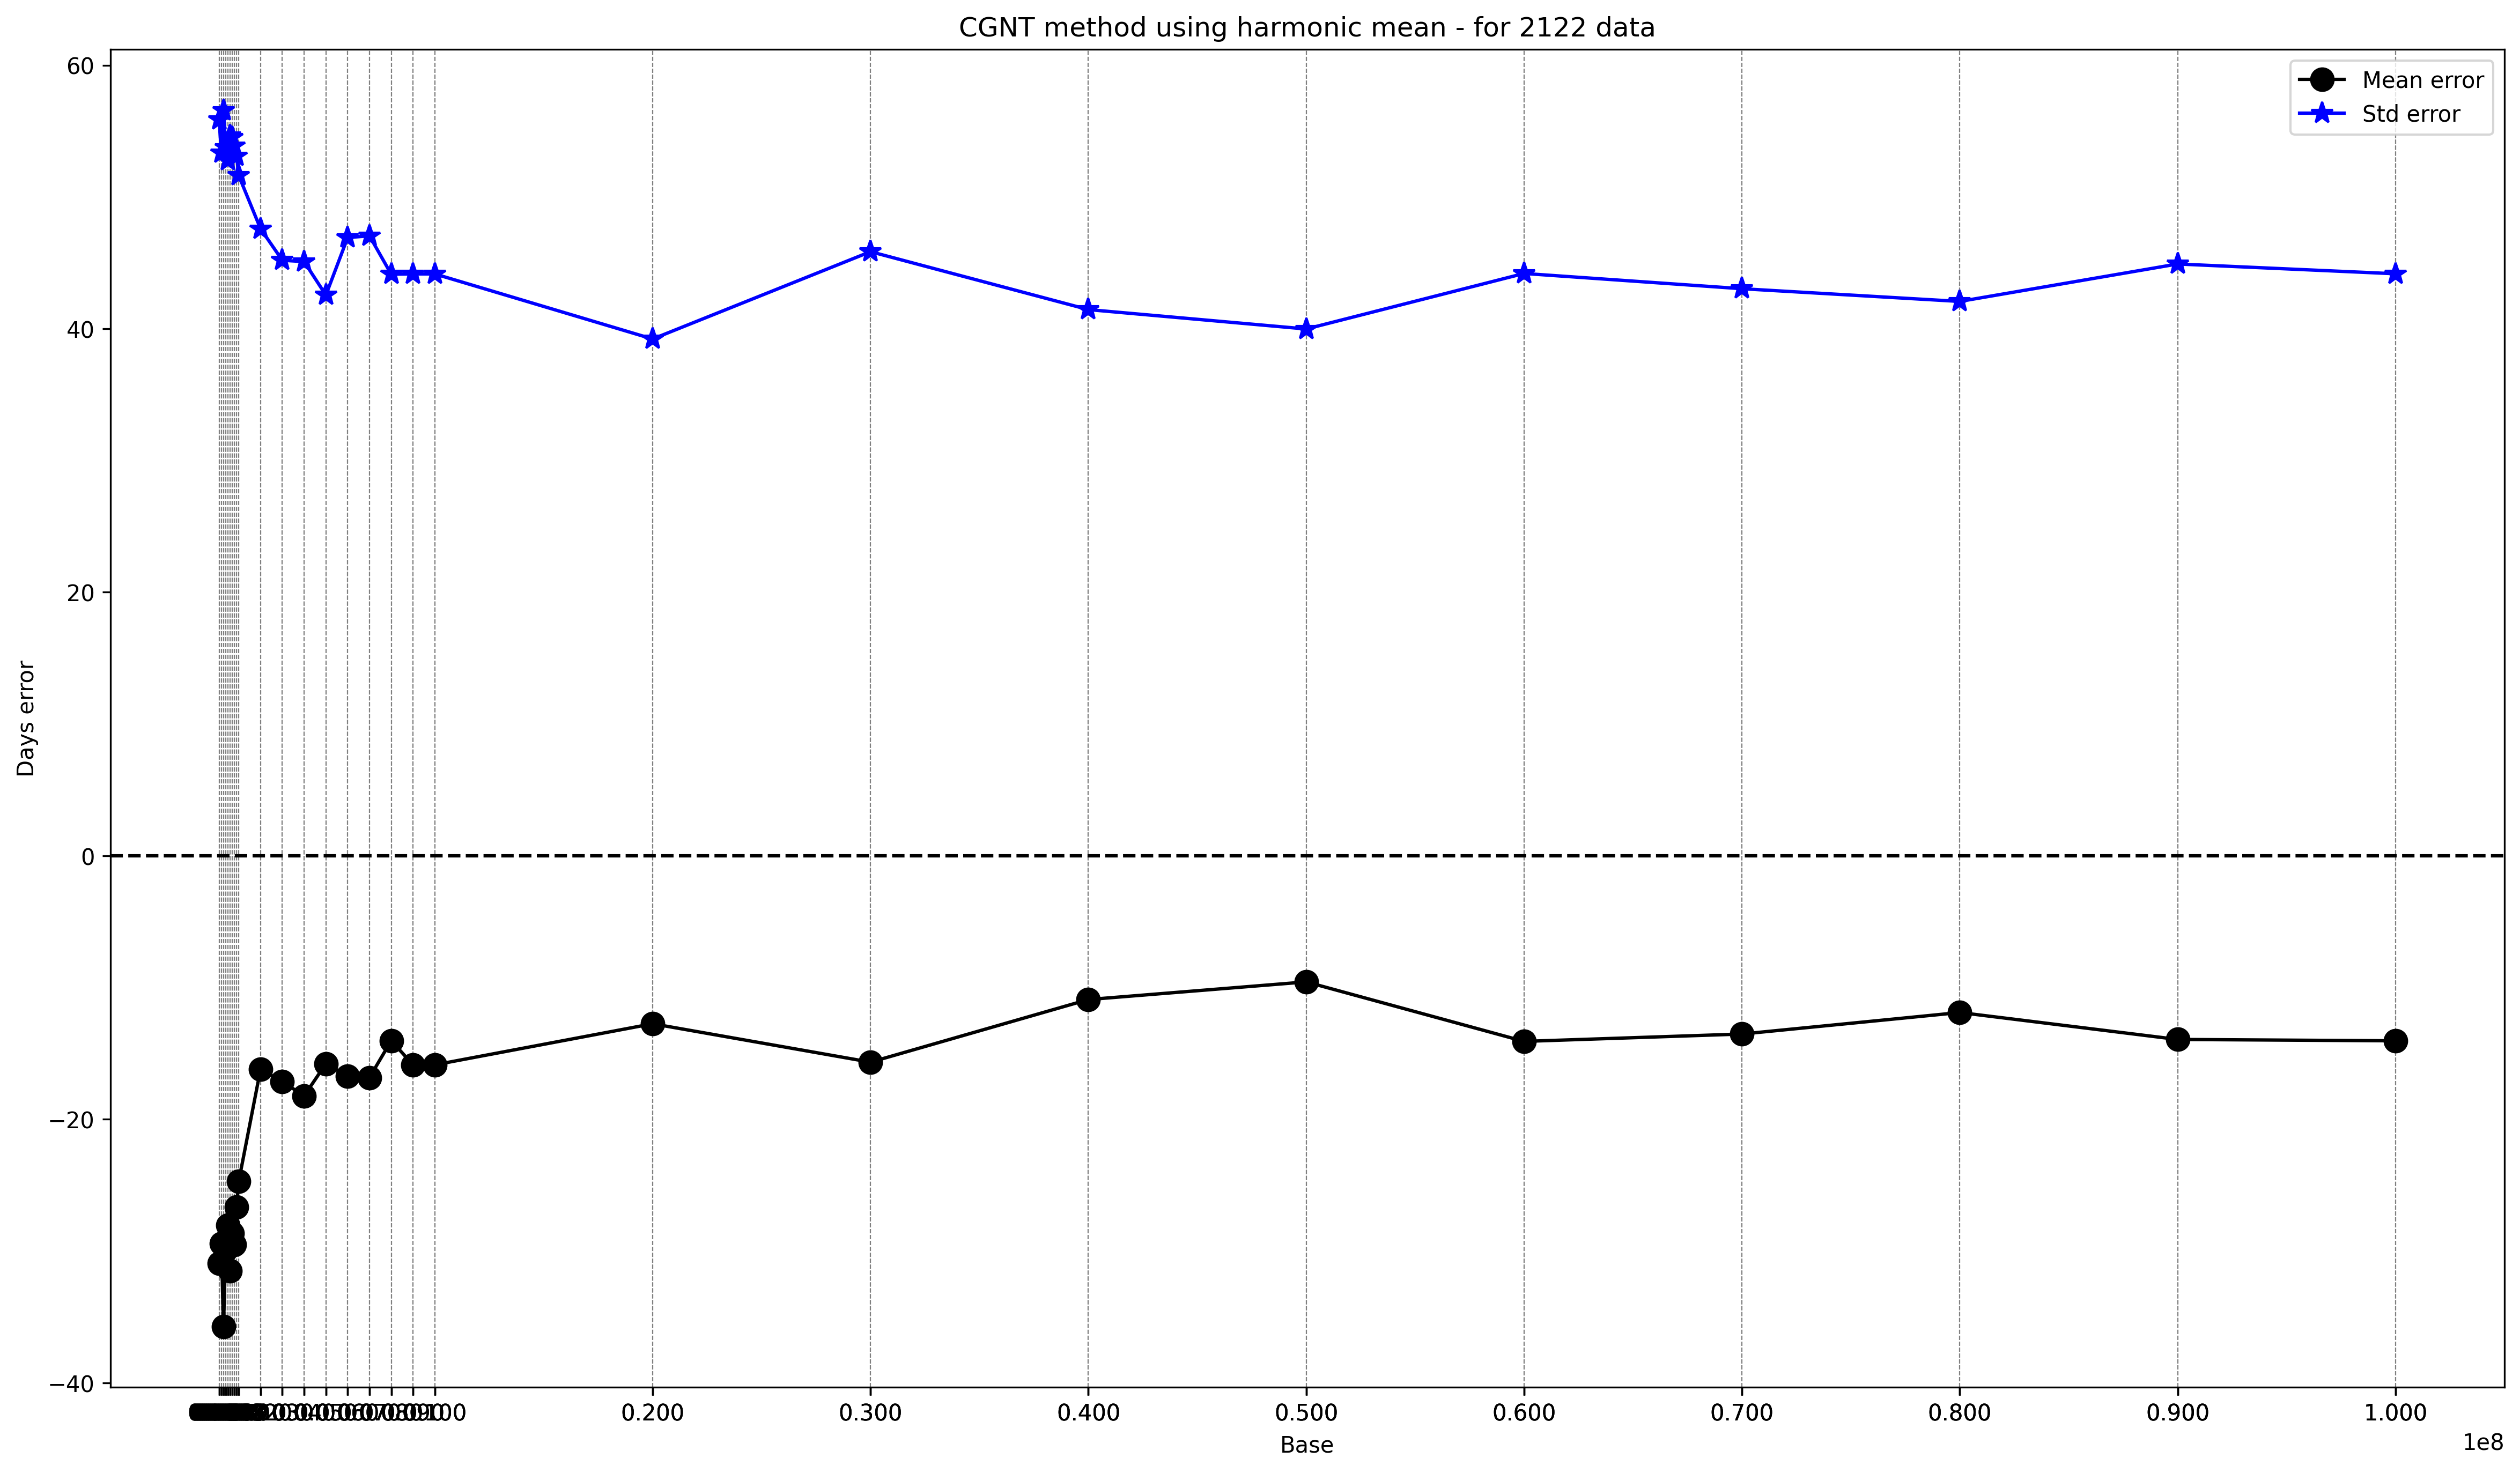 CGNT method using harmonic mean - for 2122 data
Mean error
Std error
60
40
20
0
−20
−40
Days error
0.200 0.300 0.400 0.500 0.600 0.700 0.800 0.900 1.000
Base
1e8